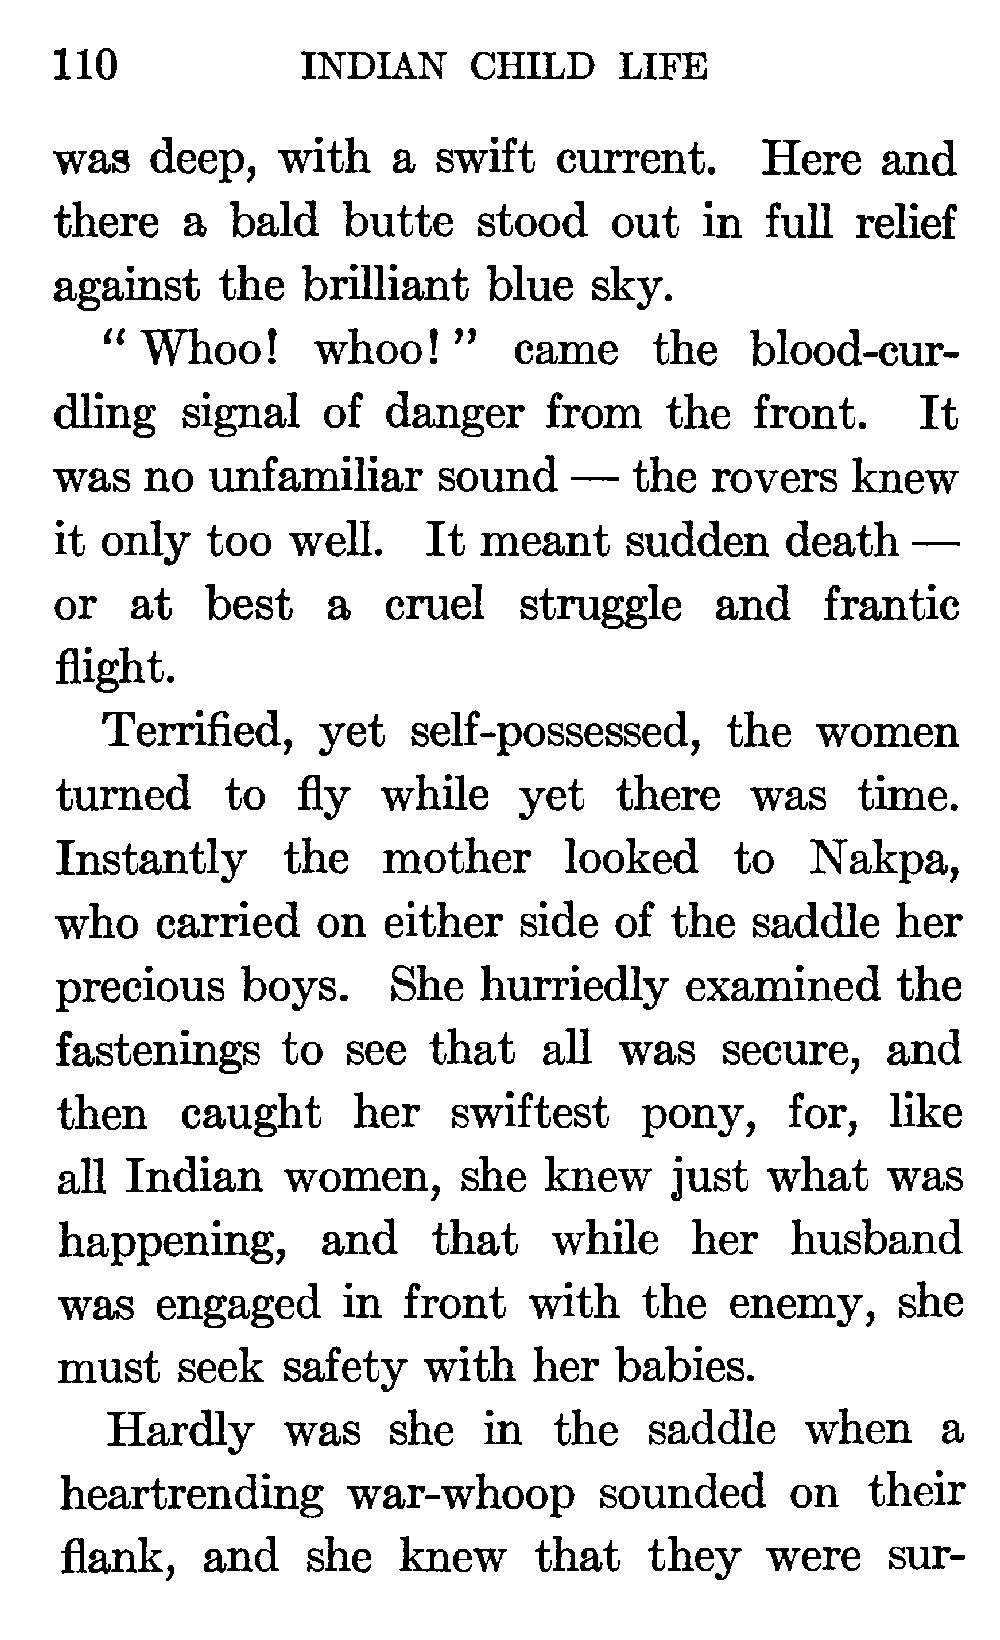 110 INDIAN CHILD LIFE
was deep, with a swift current. Here and
there a bald butte stood out in full relief
against the brilliant blue sky.
“ Whoo! whoo! ” came the blood-cur-
dling signal of danger from the front. It
was no unfamiliar sound — the rovers knew
it only too well. It meant sudden death —
or at best a cruel struggle and frantic
flight.
Terrified, yet self-possessed, the women
turned to fly while yet there was time.
Instantly the mother looked to Nakpa,
who carried on either side of the saddle her
precious boys. She hurriedly examined the
fastenings to see that all was secure, and
then caught her swiftest pony, for, like
all Indian women, she knew just what was
happening, and that while her husband
was engaged in front with the enemy, she
must seek safety with her babies.
Hardly was she in the saddle when a
heartrending war-whoop sounded on their
flank, and she knew that they were sur-